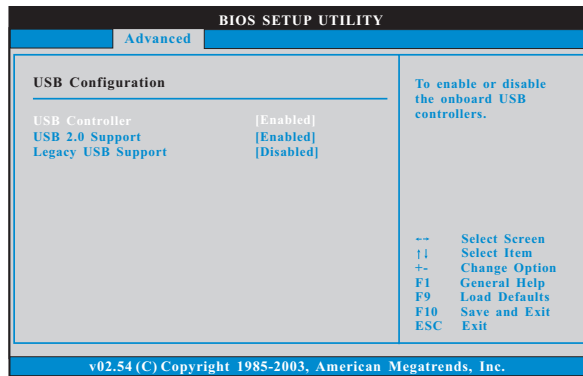 BIOS SETUP UTILITY
Advanced
USB Configuration
USB Controller [Enabled]
USB 2.0 Support [Enabled]
Legacy USB Support [Disabled]
To enable or disable
the onboard USB
controllers.
←→ Select Screen
↑↓ Select Item
+- Change Option
F1 General Help
F9 Load Defaults
F10 Save and Exit
ESC Exit
v02.54 (C) Copyright 1985-2003, American Megatrends, Inc.